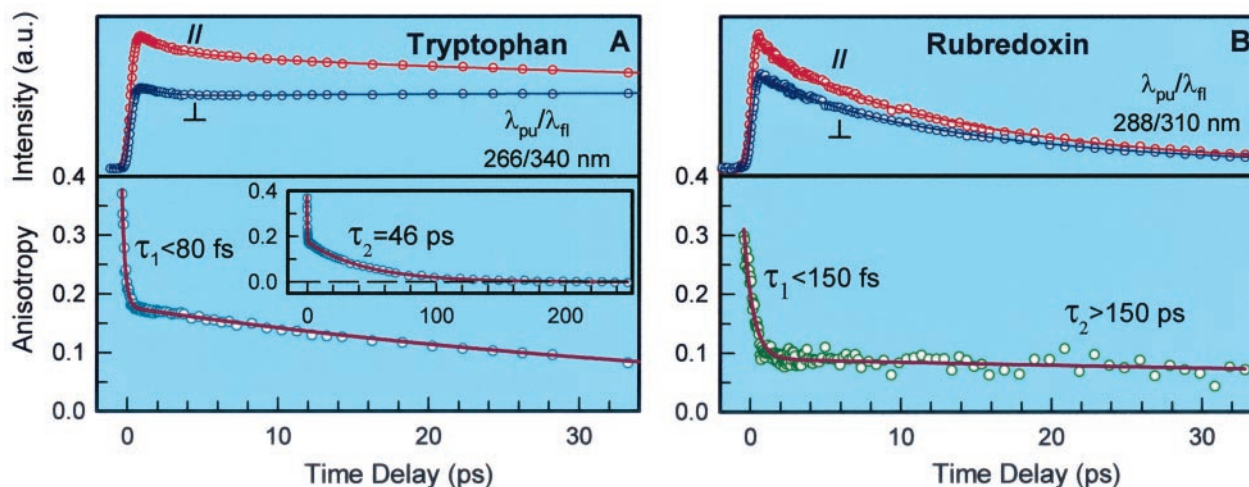 Intensity (a.u.)
//
Tryptophan
A
⊥
λpu/λfl
266/340 nm
//
Rubredoxin
B
⊥
λpu/λfl
288/310 nm
Anisotropy
0.4
0.3
0.2
0.1
0.0
τ1<80 fs
0.4
0.2
0.0
τ2=46 ps
0 100 200
0 10 20 30
Time Delay (ps)
0.4
0.3
0.2
0.1
0.0
τ1<150 fs
τ2>150 ps
0 10 20 30
Time Delay (ps)